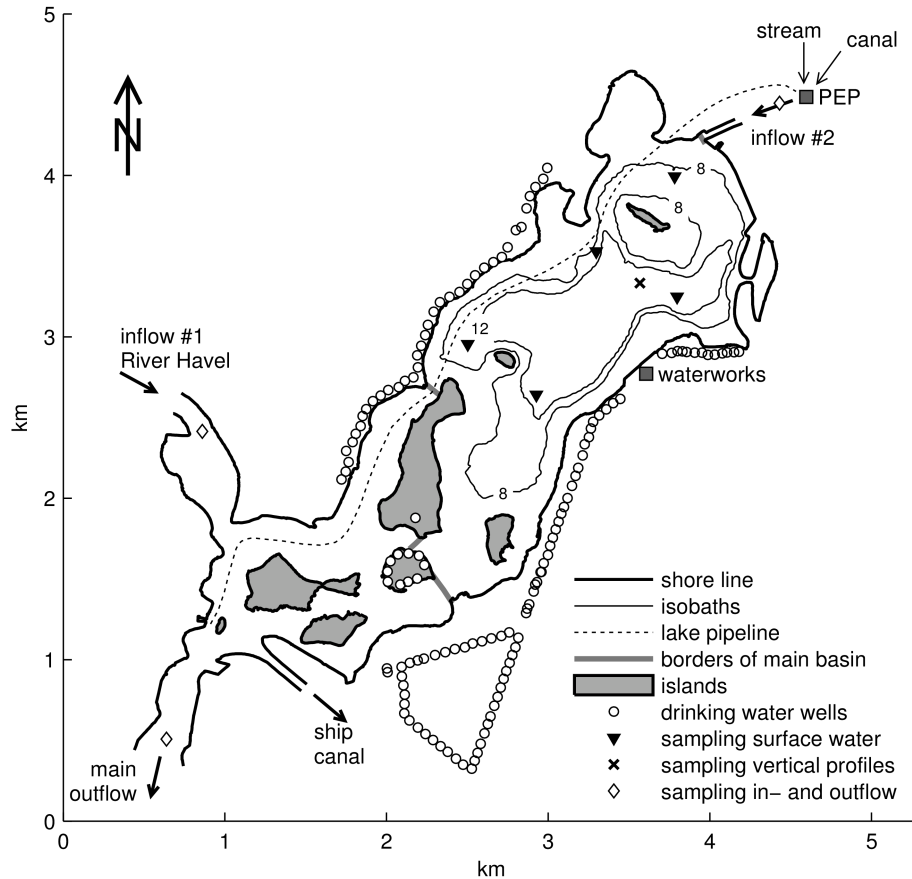 5
stream
canal
PEP
N
inflow #2
4
8
8
3
12
inflow #1
River Havel
waterworks
km
2
8
shore line
isobaths
lake pipeline
1
borders of main basin
islands
drinking water wells
ship
canal
sampling surface water
main
outflow
sampling vertical profiles
sampling in− and outflow
0
0
1
2
3
4
5
km